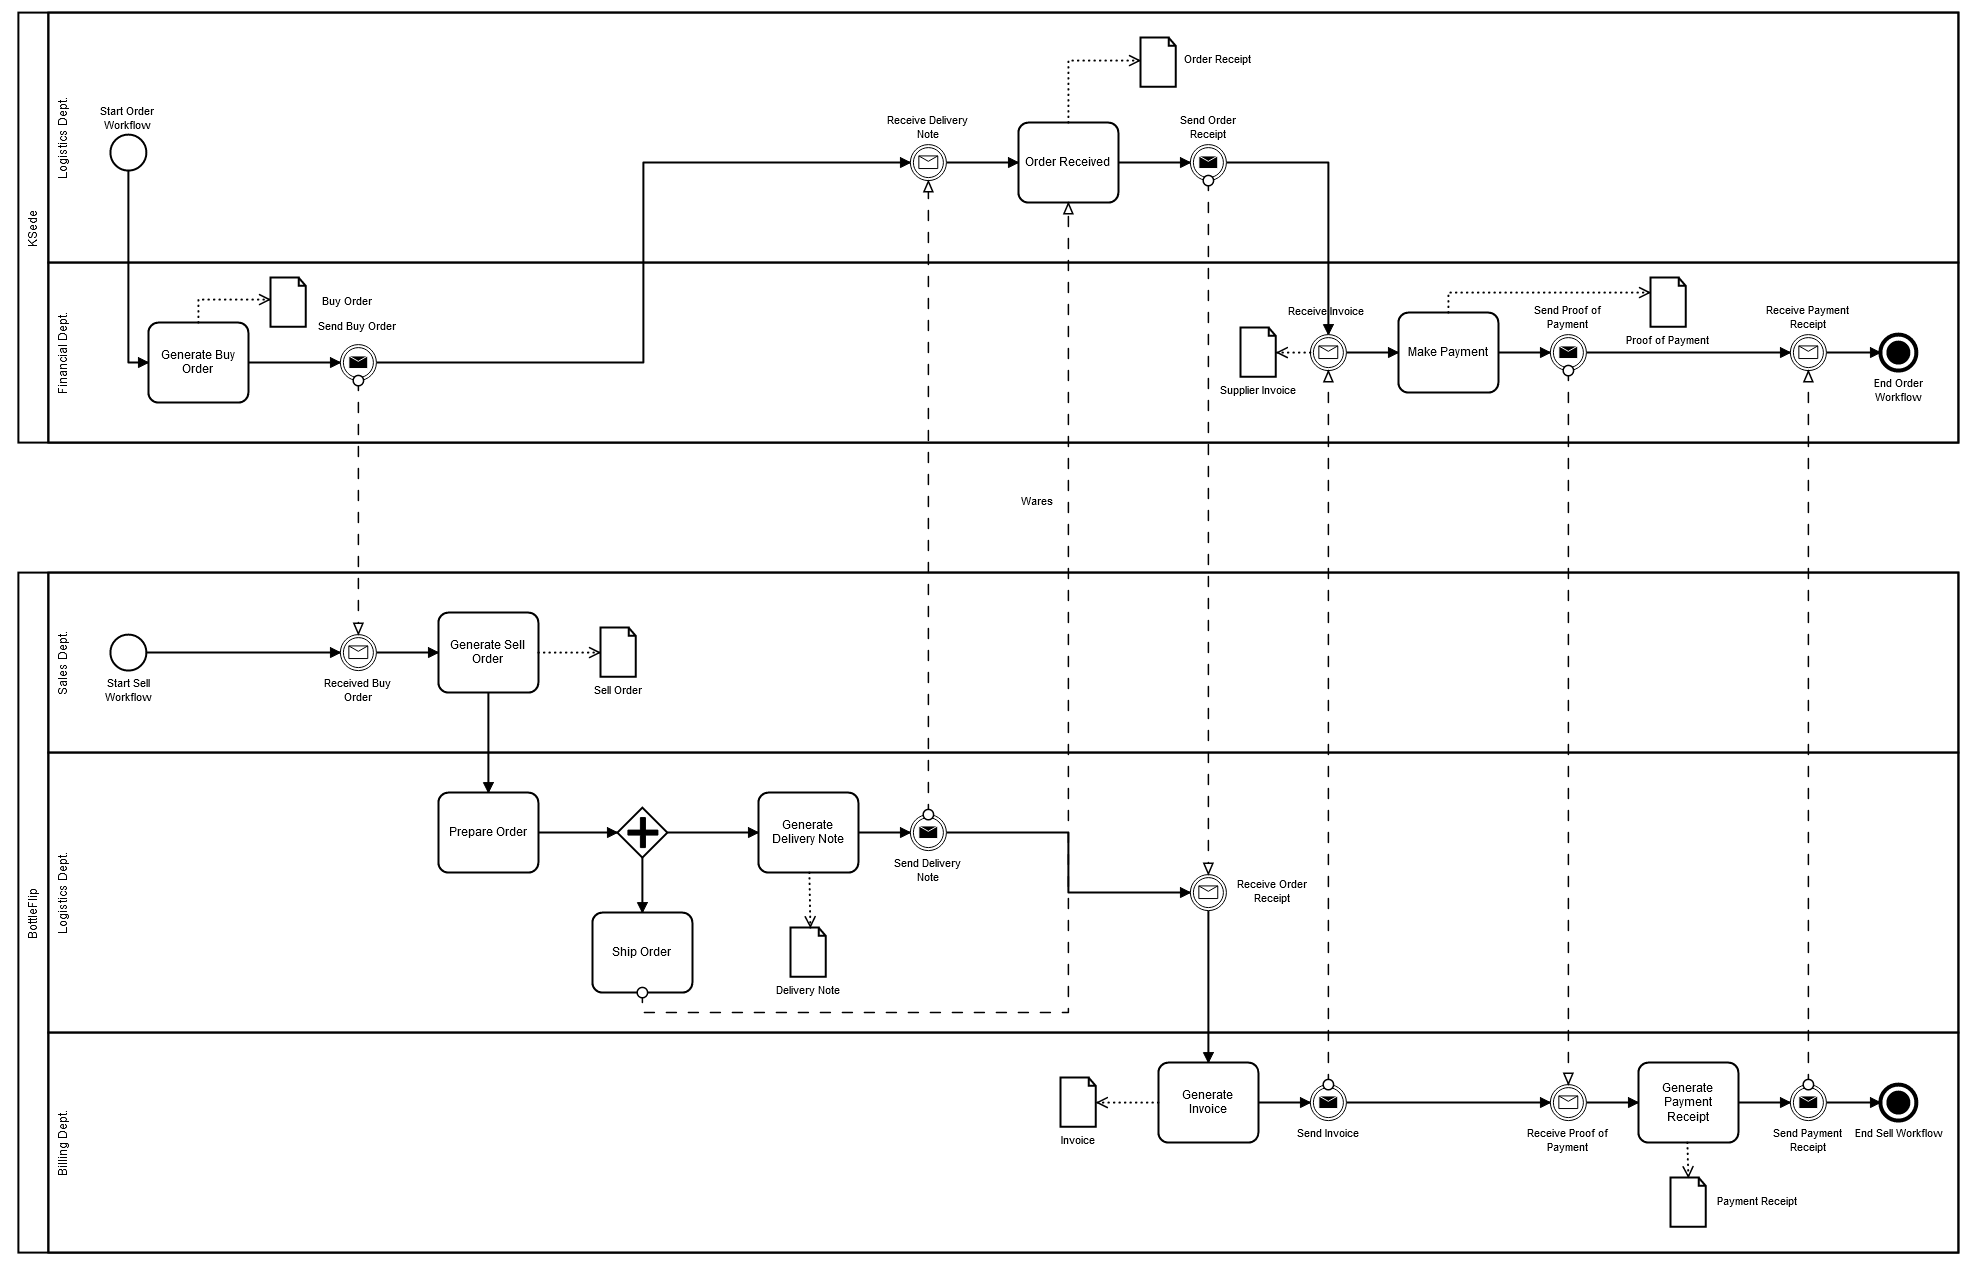 KSede
Logistics Dept.
Start Order
Workflow
Receive Delivery
Note
Order Received
Order Receipt
Send Order
Receipt
Financial Dept.
Generate Buy
Order
Buy Order
Send Buy Order
Receive Invoice
Supplier Invoice
Make Payment
Send Proof of
Payment
Proof of Payment
Receive Payment
Receipt
End Order
Workflow
Wares
BottleFlip
Sales Dept.
Start Sell
Workflow
Received Buy
Order
Generate Sell
Order
Sell Order
Logistics Dept.
Prepare Order
Generate
Delivery Note
Send Delivery
Note
Receive Order
Receipt
Ship Order
Delivery Note
Billing Dept.
Invoice
Generate
Invoice
Send Invoice
Receive Proof of
Payment
Generate
Payment
Receipt
Send Payment
Receipt
End Sell Workflow
Payment Receipt